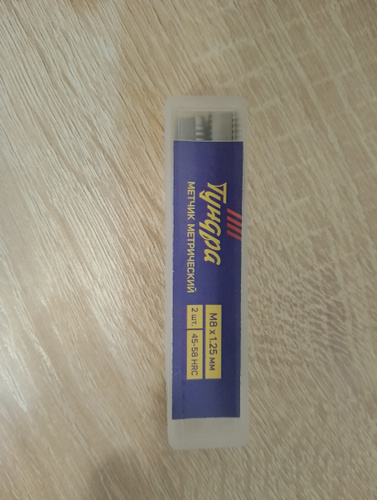 Тундра
МЕТЧИК МЕТРИЧЕСКИЙ
М8 х 1.25 мм
2 шт.
45-58 HRC